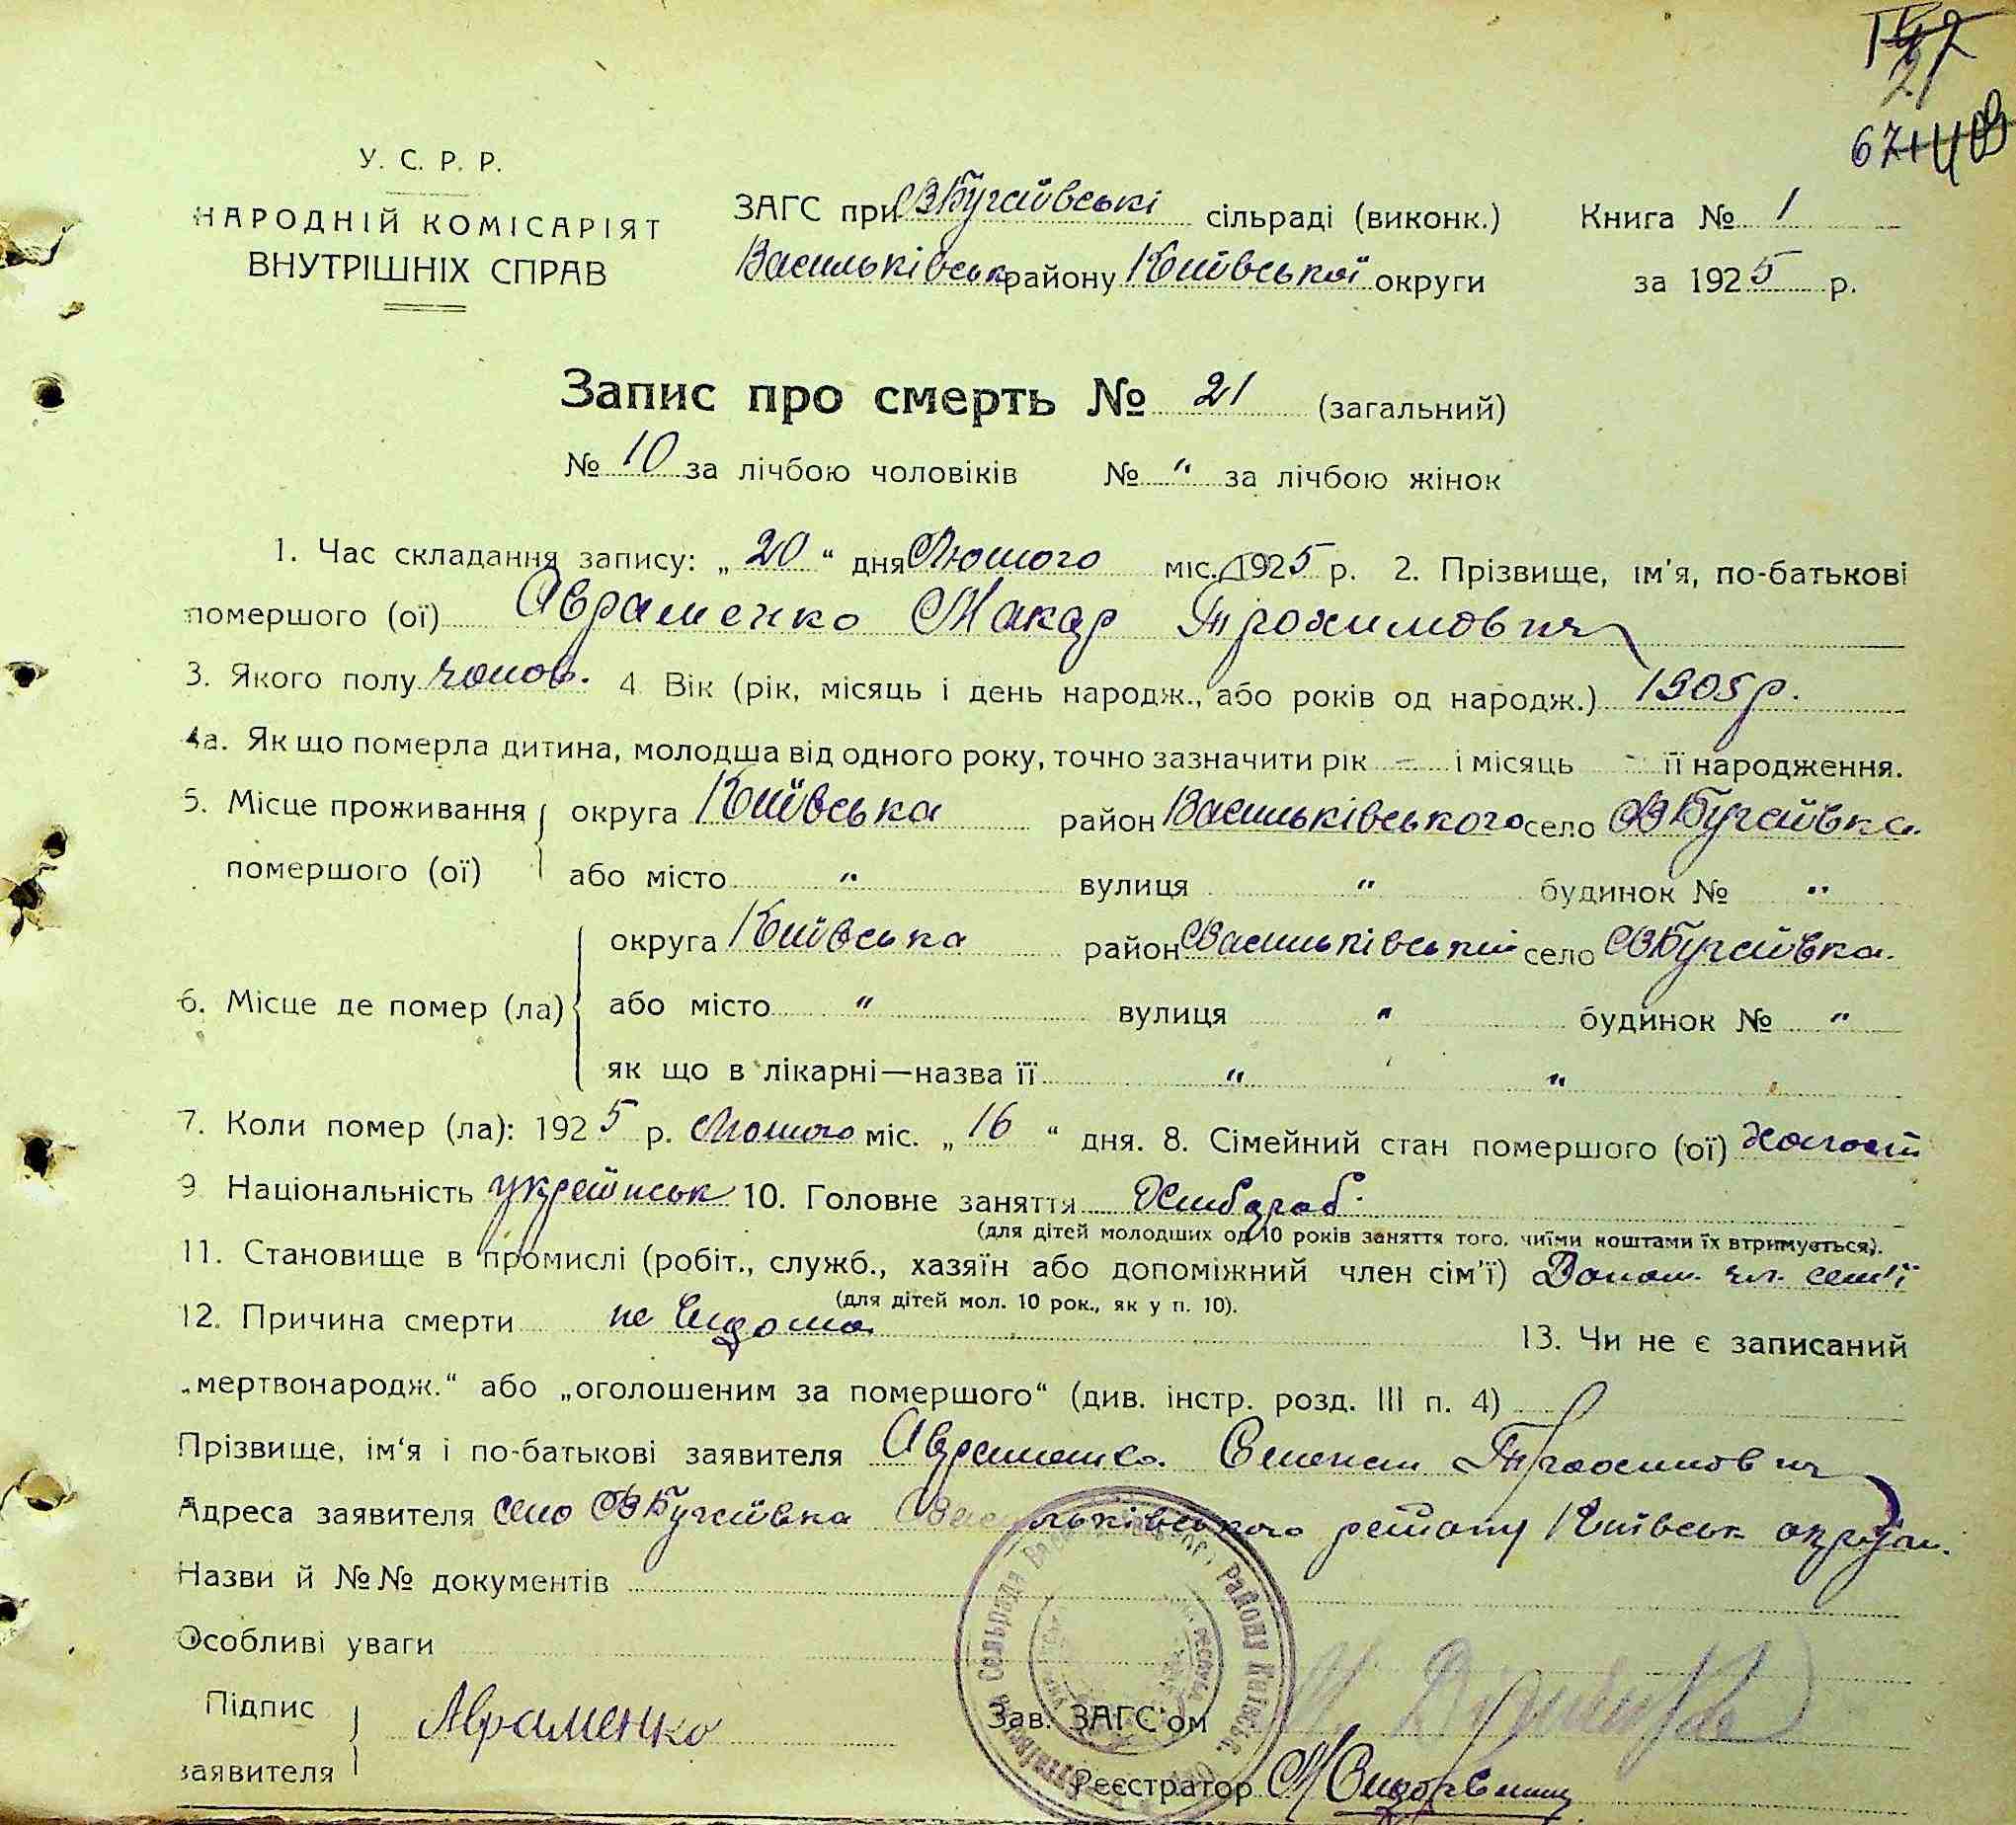 21
67
У. С. Р. Р.
НАРОДНІЙ КОМІСАРІЯТ
ВНУТРІШНІХ СПРАВ
ЗАГС при В Бугаївські сільраді (виконк.) Книга № 1
Васильківськ району Київської округи за 1925 р.
Запис про смерть № 21 (загальний)
№ 10 за лічбою чоловіків № " за лічбою жінок
1. Час складання запису: „ 20 “ дня Лютого міс. 1925 р. 2. Прізвище, ім'я, по-батькові
помершого (ої) Авраменко Макар Трохимович
3. Якого полу чолов. 4 Вік (рік, місяць і день народж., або років од народж.) 1905 р.
4а. Як що померла дитина, молодша від одного року, точно зазначити рік – і місяць - її народження.
5. Місце проживання округа Київська район Васильківського село В Бугаївка
помершого (ої) або місто " вулиця " будинок № "
округа Київська район Васильківський село В Бугаївка.
6. Місце де помер (ла) або місто " вулиця " будинок № "
як що в лікарні—назва її " "
7. Коли помер (ла): 1925 р. Лютого міс. „ 16 “ дня. 8. Сімейний стан помершого (ої) холост
9 Національність українськ 10. Головне заняття Хлібороб.
(для дітей молодших од 10 років заняття того, чиїми коштами їх втримується).
11. Становище в промислі (робіт., служб., хазяїн або допоміжний член сім'ї) Допом. чл. семї
(для дітей мол. 10 рок., як у п. 10).
12. Причина смерти не видома 13. Чи не є записаний
„мертвонародж.“ або „оголошеним за помершого“ (див. інстр. розд. III п. 4)
Прізвище, ім'я і по-батькові заявителя Авраменко Степан Трохимович
Адреса заявителя село В Бугаївка Васильківського району Київськ округи.
Назви й №№ документів
Особливі уваги
Підпис Авраменко
заявителя
Зав. ЗАГС'ом
Реєстратор